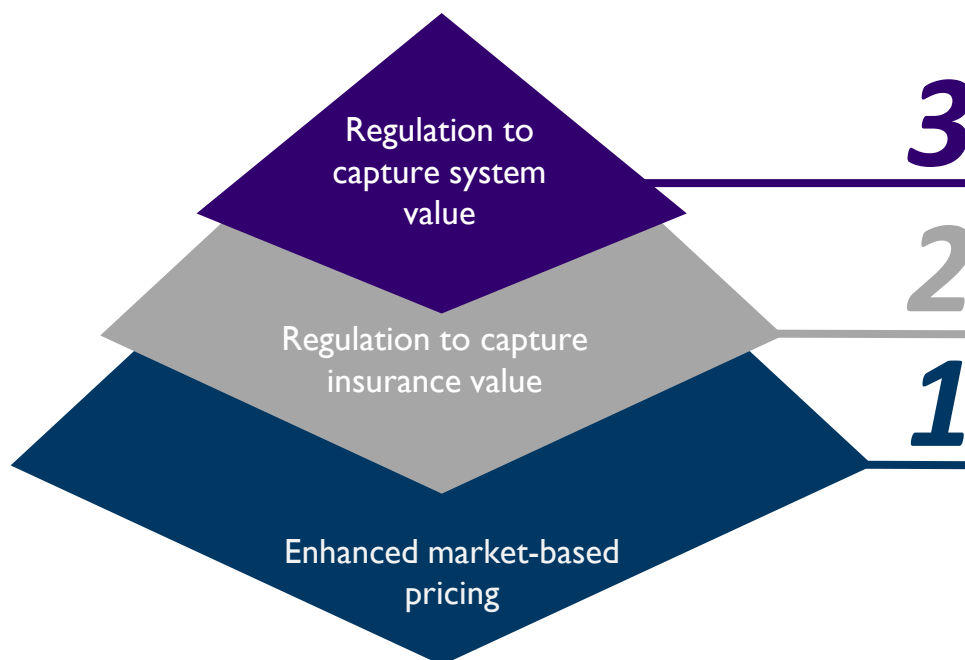 Regulation to
capture system
value
3
Regulation to capture
insurance value
2
Enhanced market-based
pricing
1